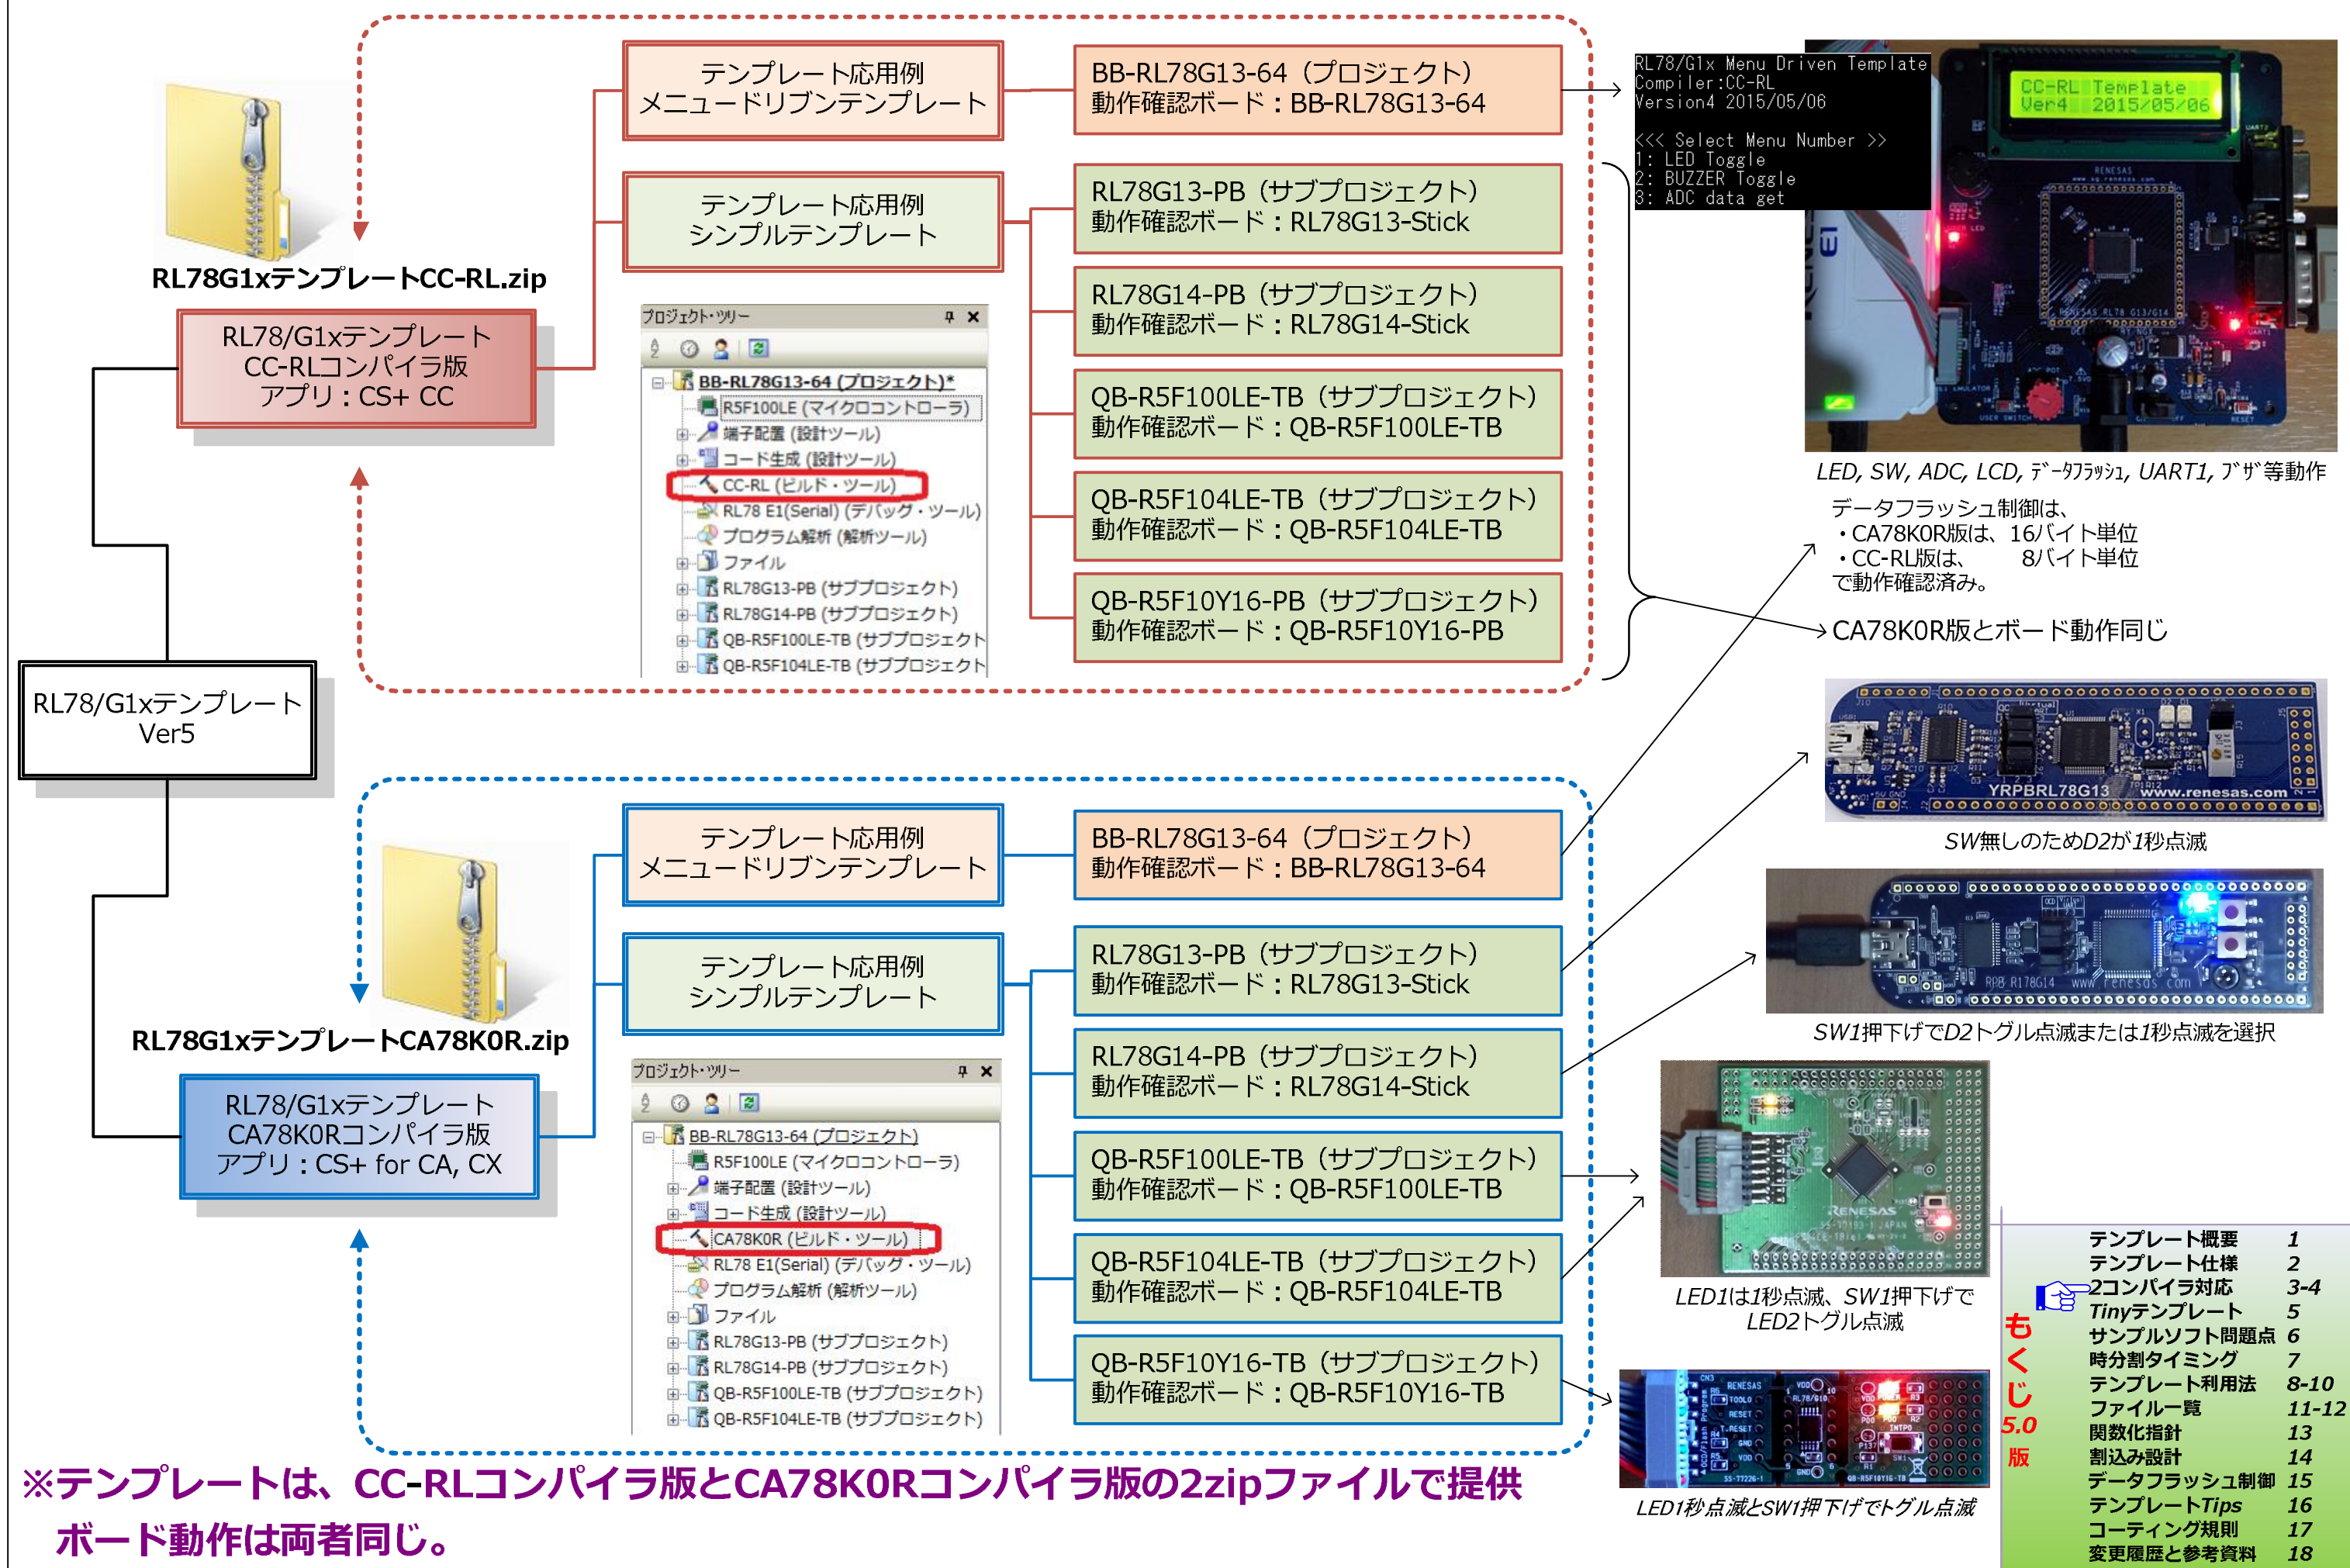 RL78G1xテンプレートCC-RL.zip
RL78/G1xテンプレート
CC-RLコンパイラ版
アプリ：CS+ CC
RL78/G1xテンプレート
Ver5
RL78G1xテンプレートCA78K0R.zip
RL78/G1xテンプレート
CA78K0Rコンパイラ版
アプリ：CS+ for CA, CX
テンプレート応用例
メニュードリブンテンプレート
テンプレート応用例
シンプルテンプレート
プロジェクト・ツリー
BB-RL78G13-64 (プロジェクト)*
R5F100LE (マイクロコントローラ)
端子配置 (設計ツール)
コード生成 (設計ツール)
CC-RL (ビルド・ツール)
RL78 E1(Serial) (デバッグ・ツール)
プログラム解析 (解析ツール)
ファイル
RL78G13-PB (サブプロジェクト)
RL78G14-PB (サブプロジェクト)
QB-R5F100LE-TB (サブプロジェクト
QB-R5F104LE-TB (サブプロジェクト
BB-RL78G13-64（プロジェクト）
動作確認ボード：BB-RL78G13-64
RL78G13-PB（サブプロジェクト）
動作確認ボード：RL78G13-Stick
RL78G14-PB（サブプロジェクト）
動作確認ボード：RL78G14-Stick
QB-R5F100LE-TB（サブプロジェクト）
動作確認ボード：QB-R5F100LE-TB
QB-R5F104LE-TB（サブプロジェクト）
動作確認ボード：QB-R5F104LE-TB
QB-R5F10Y16-PB（サブプロジェクト）
動作確認ボード：QB-R5F10Y16-PB
テンプレート応用例
メニュードリブンテンプレート
テンプレート応用例
シンプルテンプレート
プロジェクト・ツリー
BB-RL78G13-64 (プロジェクト)
R5F100LE (マイクロコントローラ)
端子配置 (設計ツール)
コード生成 (設計ツール)
CA78K0R (ビルド・ツール)
RL78 E1(Serial) (デバッグ・ツール)
プログラム解析 (解析ツール)
ファイル
RL78G13-PB (サブプロジェクト)
RL78G14-PB (サブプロジェクト)
QB-R5F100LE-TB (サブプロジェクト)
QB-R5F104LE-TB (サブプロジェクト)
BB-RL78G13-64（プロジェクト）
動作確認ボード：BB-RL78G13-64
RL78G13-PB（サブプロジェクト）
動作確認ボード：RL78G13-Stick
RL78G14-PB（サブプロジェクト）
動作確認ボード：RL78G14-Stick
QB-R5F100LE-TB（サブプロジェクト）
動作確認ボード：QB-R5F100LE-TB
QB-R5F104LE-TB（サブプロジェクト）
動作確認ボード：QB-R5F104LE-TB
QB-R5F10Y16-TB（サブプロジェクト）
動作確認ボード：QB-R5F10Y16-TB
RL78/G1x Menu Driven Template
Compiler:CC-RL
Version4 2015/05/06
<<< Select Menu Number >>
1: LED Toggle
2: BUZZER Toggle
3: ADC data get
CC-RL Template
Ver4 2015/05/06
RENESAS
E1
USER SWITCH
RESET
LED, SW, ADC, LCD, データフラッシュ, UART1, ブザ等動作
データフラッシュ制御は、
・CA78K0R版は、16バイト単位
・CC-RL版は、 8バイト単位
で動作確認済み。
CA78K0R版とボード動作同じ
YRPBRL78G13 www.renesas.com
SW無しのためD2が1秒点滅
RPB R178G14 www renesas com
SW1押下げでD2トグル点滅または1秒点滅を選択
RENESAS
LED1は1秒点滅、SW1押下げで
LED2トグル点滅
CN3
RENESAS
TOOL0
RESET
T.RESET
GND
VDD
RL78/G10
INTP0
SS-77226-1
QB-R5F10Y16-TB
LED1秒点滅とSW1押下げでトグル点滅
もくじ
5.0
版
テンプレート概要 1
テンプレート仕様 2
2コンパイラ対応 3-4
Tinyテンプレート 5
サンプルソフト問題点 6
時分割タイミング 7
テンプレート利用法 8-10
ファイル一覧 11-12
関数化指針 13
割込み設計 14
データフラッシュ制御 15
テンプレートTips 16
コーティング規則 17
変更履歴と参考資料 18
※テンプレートは、CC-RLコンパイラ版とCA78K0Rコンパイラ版の2zipファイルで提供
ボード動作は両者同じ。